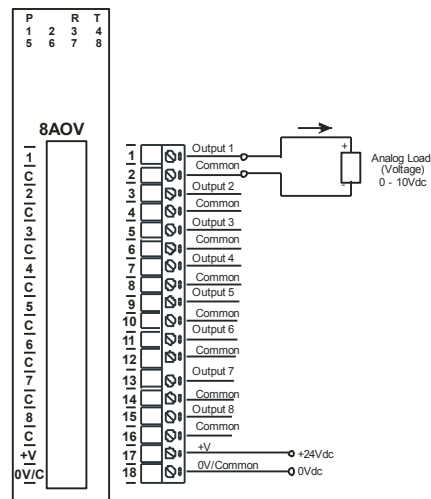 P R T
1 2 3 4
5 6 7 8
8AOV
1
C
2
C
3
C
4
C
5
C
6
C
7
C
8
C
+V
0V/C
1 Output 1
2 Common
3 Output 2
4 Common
5 Output 3
6 Common
7 Output 4
8 Common
9 Output 5
10 Common
11 Output 6
12 Common
13 Output 7
14 Common
15 Output 8
16 Common
17 +V +24Vdc
18 0V/Common 0Vdc
+
-
Analog Load
(Voltage)
0 - 10Vdc